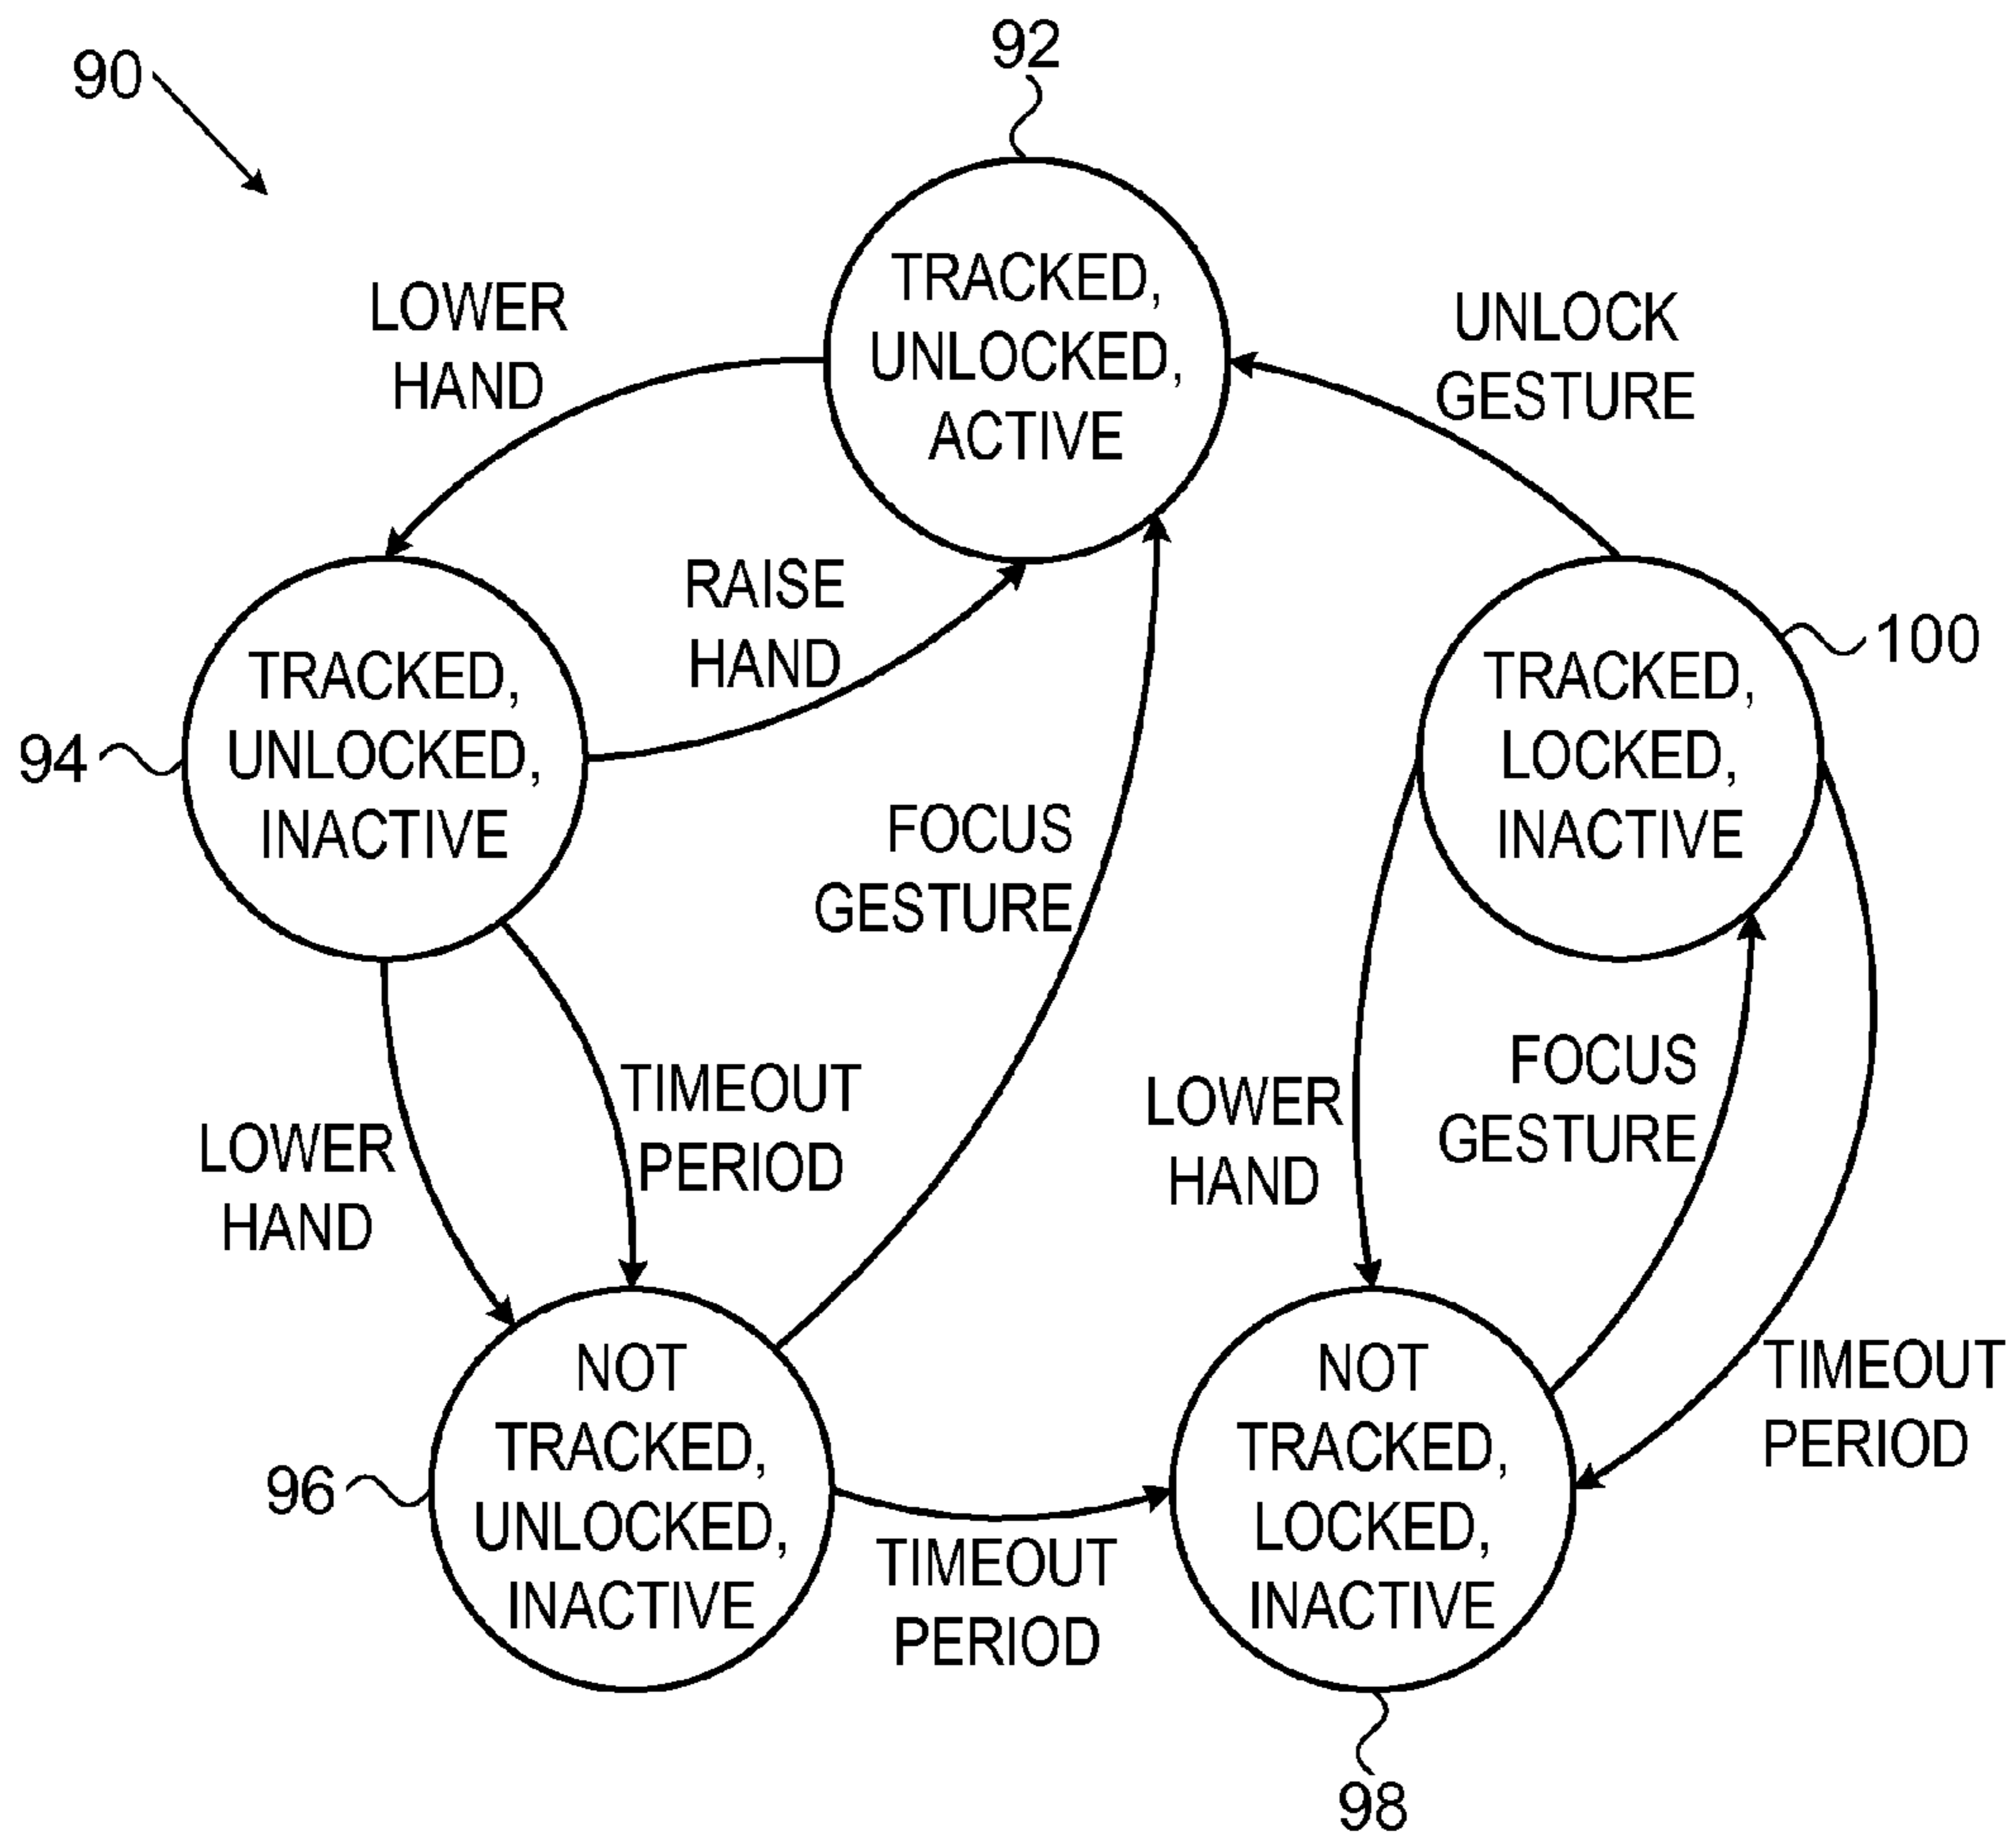 90
92
TRACKED,
UNLOCKED,
ACTIVE
LOWER
HAND
UNLOCK
GESTURE
RAISE
HAND
94
TRACKED,
UNLOCKED,
INACTIVE
100
TRACKED,
LOCKED,
INACTIVE
FOCUS
GESTURE
TIMEOUT
PERIOD
LOWER
HAND
LOWER
HAND
FOCUS
GESTURE
TIMEOUT
PERIOD
96
NOT
TRACKED,
UNLOCKED,
INACTIVE
TIMEOUT
PERIOD
NOT
TRACKED,
LOCKED,
INACTIVE
98